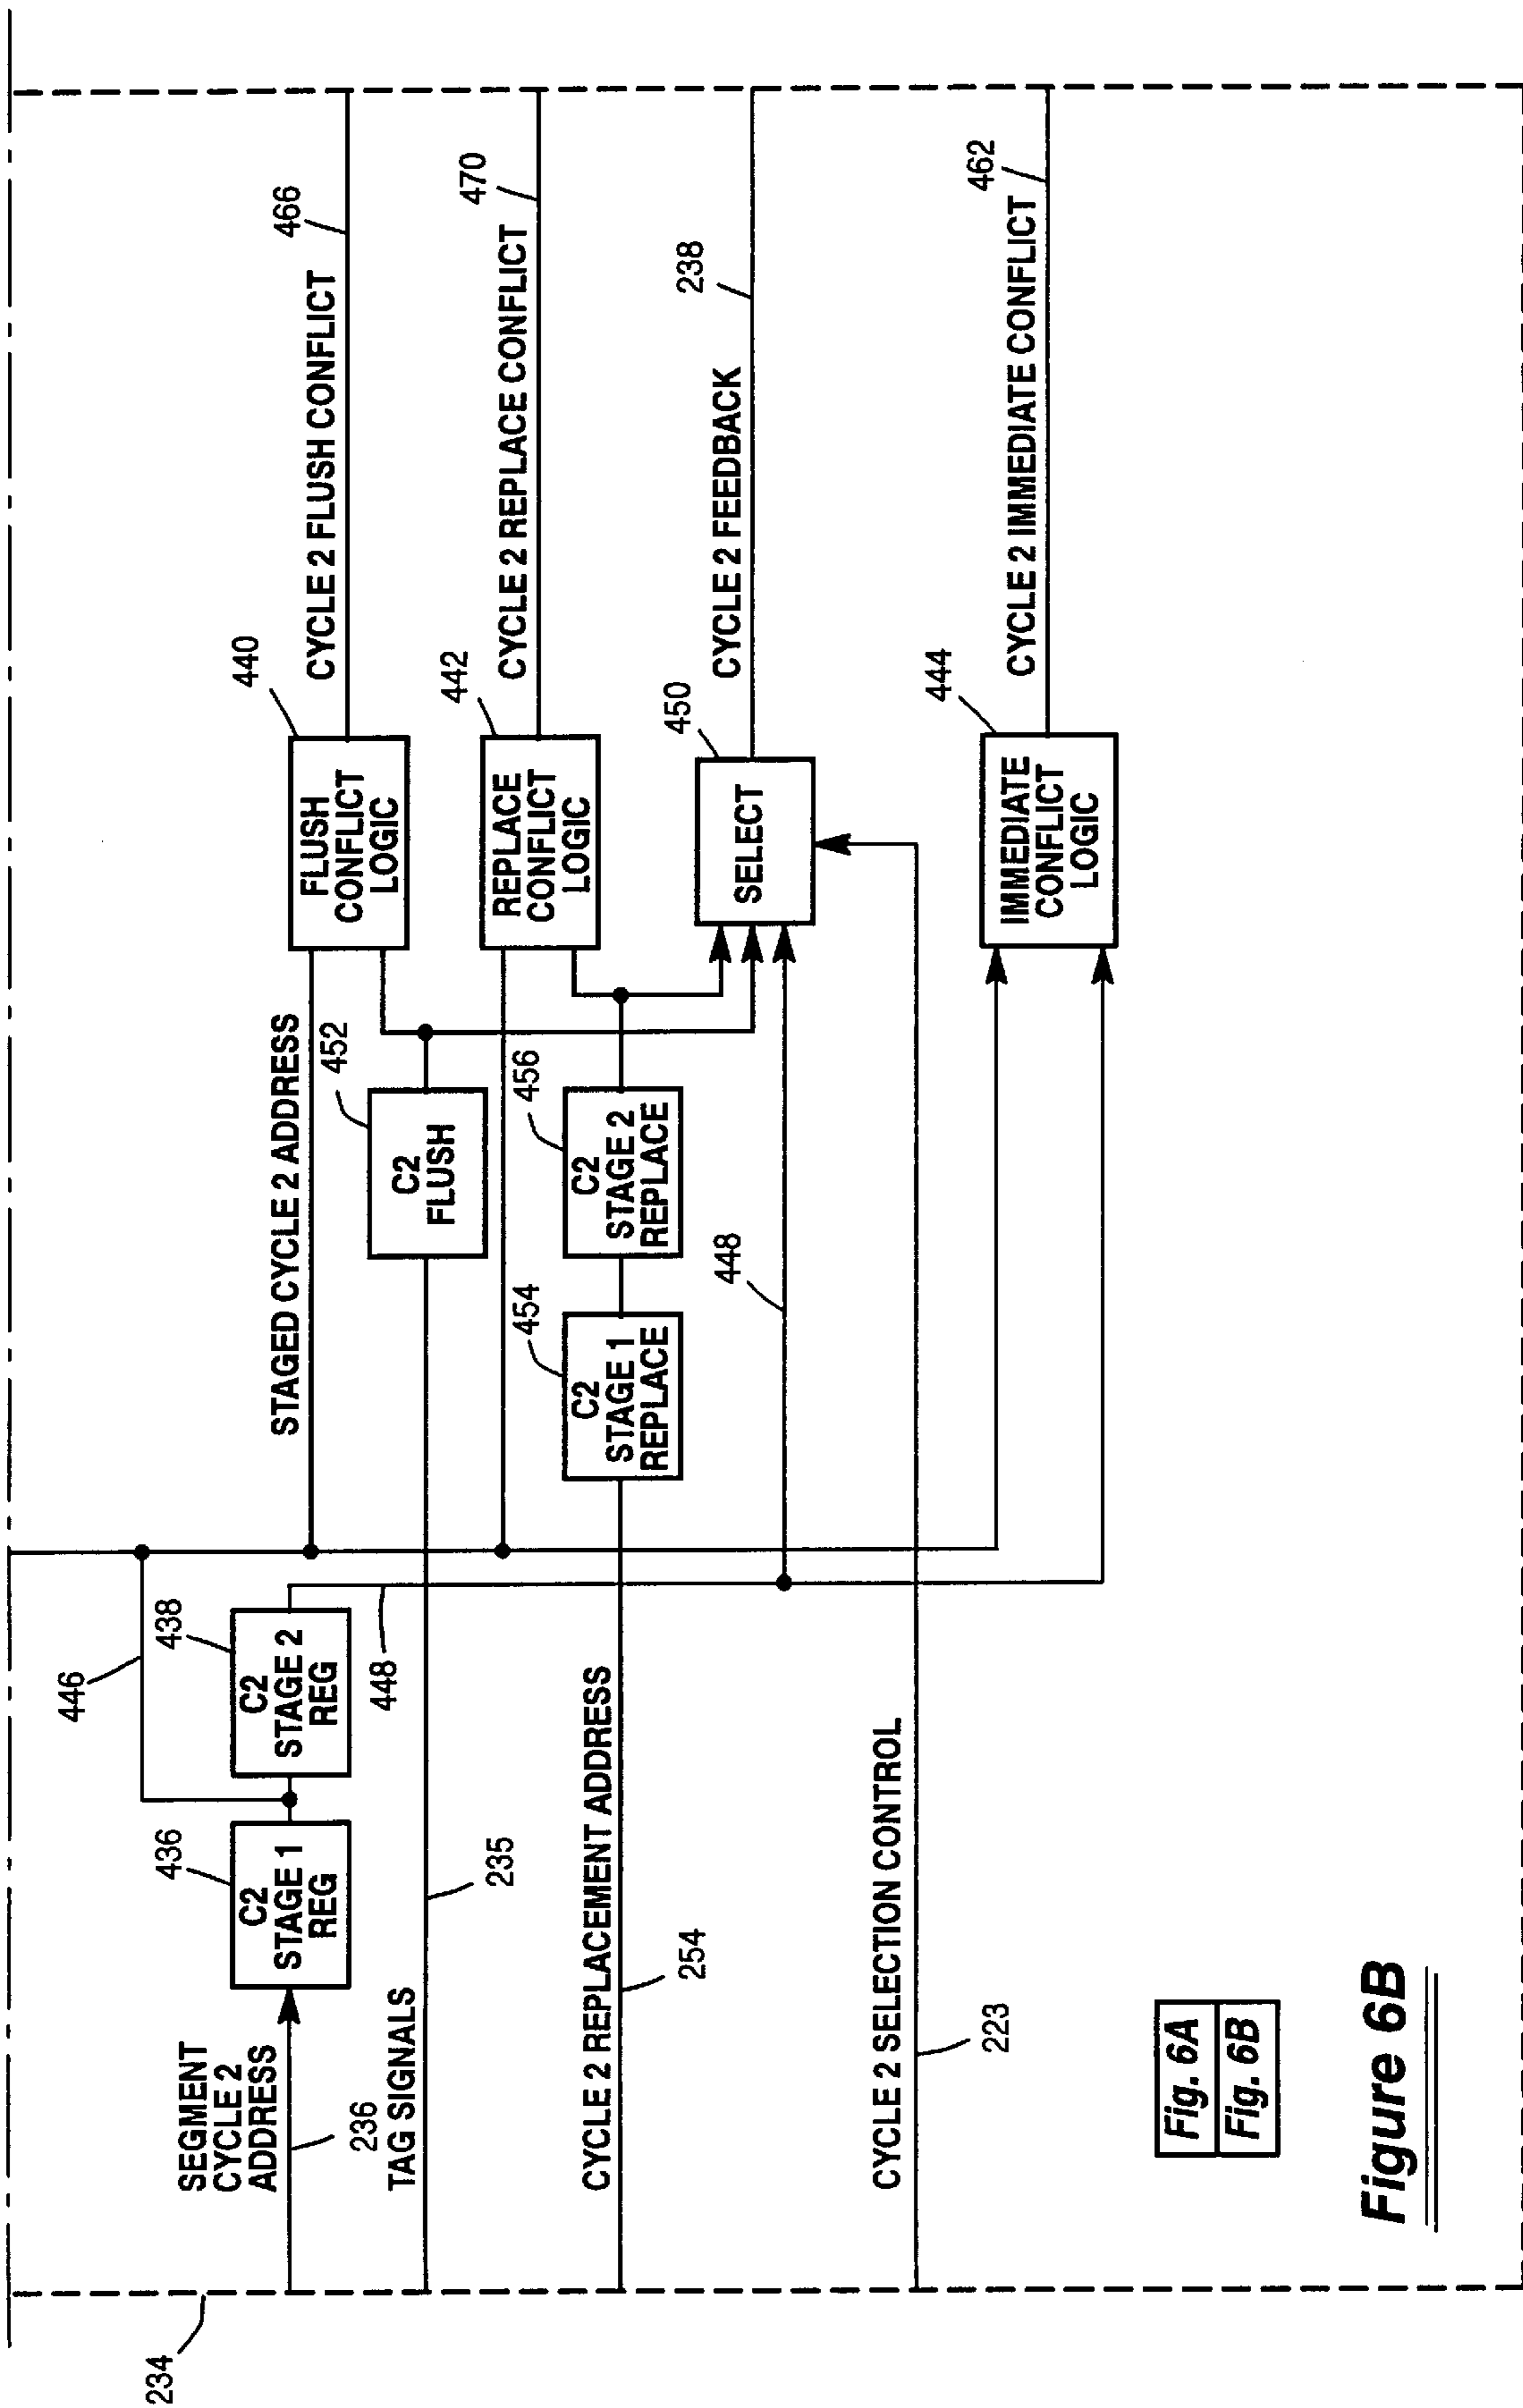 234
SEGMENT
CYCLE 2
ADDRESS
236
436
C2
STAGE 1
REG
446
438
C2
STAGE 2
REG
448
STAGED CYCLE 2 ADDRESS
440
FLUSH
CONFLICT
LOGIC
CYCLE 2 FLUSH CONFLICT
466
TAG SIGNALS
235
452
C2
FLUSH
442
REPLACE
CONFLICT
LOGIC
CYCLE 2 REPLACE CONFLICT
470
CYCLE 2 REPLACEMENT ADDRESS
254
454
C2
STAGE 1
REPLACE
456
C2
STAGE 2
REPLACE
448
450
SELECT
CYCLE 2 FEEDBACK
238
CYCLE 2 SELECTION CONTROL
223
444
IMMEDIATE
CONFLICT
LOGIC
CYCLE 2 IMMEDIATE CONFLICT
462
Fig. 6A
Fig. 6B
Figure 6B